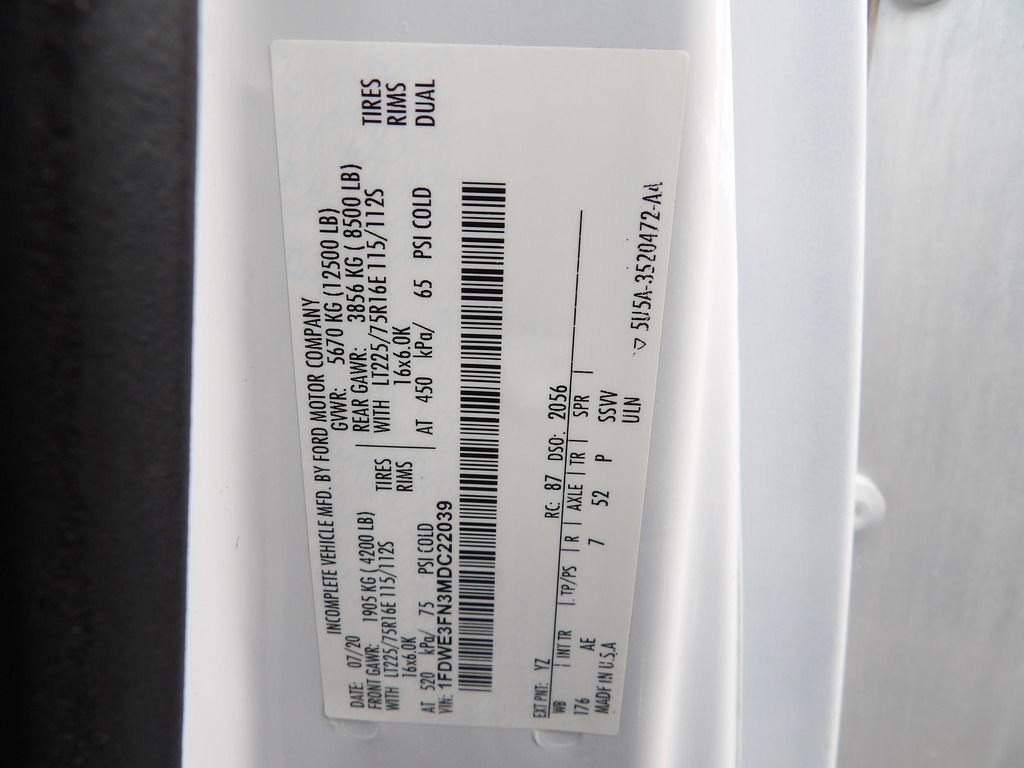 INCOMPLETE VEHICLE MFD. BY FORD MOTOR COMPANY
DATE: 07/20 GVWR: 5670 KG (12500 LB)
FRONT GAWR: 1905 KG ( 4200 LB) REAR GAWR: 3856 KG ( 8500 LB)
WITH LT225/75R16E 115/112S TIRES WITH LT225/75R16E 115/112S TIRES
16x6.0K RIMS 16x6.0K RIMS
AT 520 kPa/ 75 PSI COLD AT 450 kPa/ 65 PSI COLD DUAL
VIN: 1FDWE3FN3MDC22039
EXT PNT: YZ RC: 87 DSO: 2056
WB INT TR TP/PS R AXLE TR SPR
176 AE 7 52 P SSVV
MADE IN U.S.A ULN
▽ 5U5A-3520472-AA